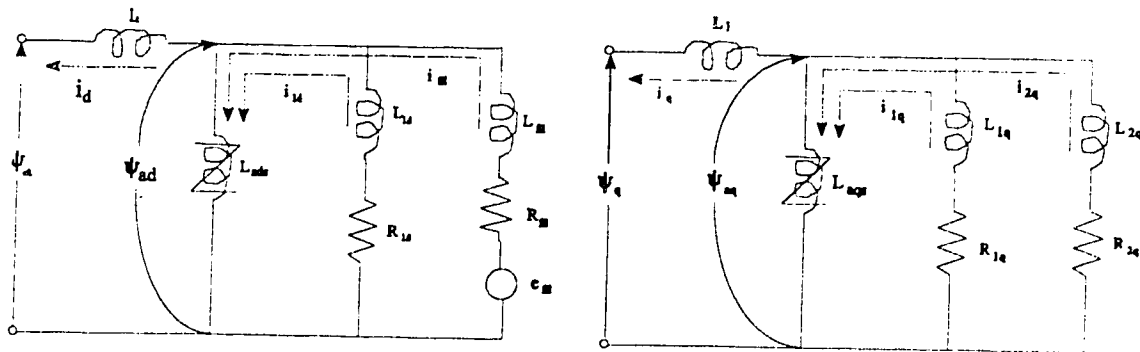 L
i_d
ψ_d
ψ_ad
i_1d
i_fd
L_1d
L_fd
L_ads
R_1d
R_fd
e_fd
L_l
i_q
ψ_q
ψ_aq
i_1q
i_2q
L_1q
L_2q
L_aqs
R_1q
R_2q